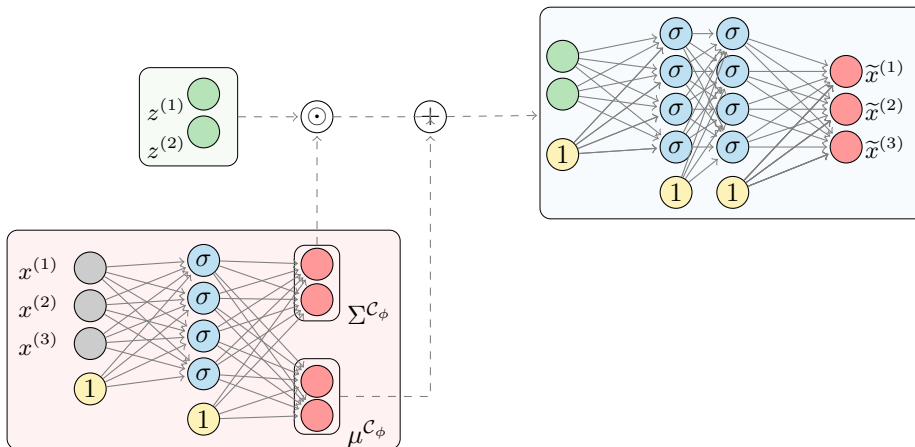 z^{(1)}
z^{(2)}
⊙
+
σ
σ
σ
σ
1
1
σ
σ
σ
σ
1
x̃^{(1)}
x̃^{(2)}
x̃^{(3)}
x^{(1)}
x^{(2)}
x^{(3)}
1
σ
σ
σ
σ
1
Σ^{𝒞_ϕ}
μ^{𝒞_ϕ}